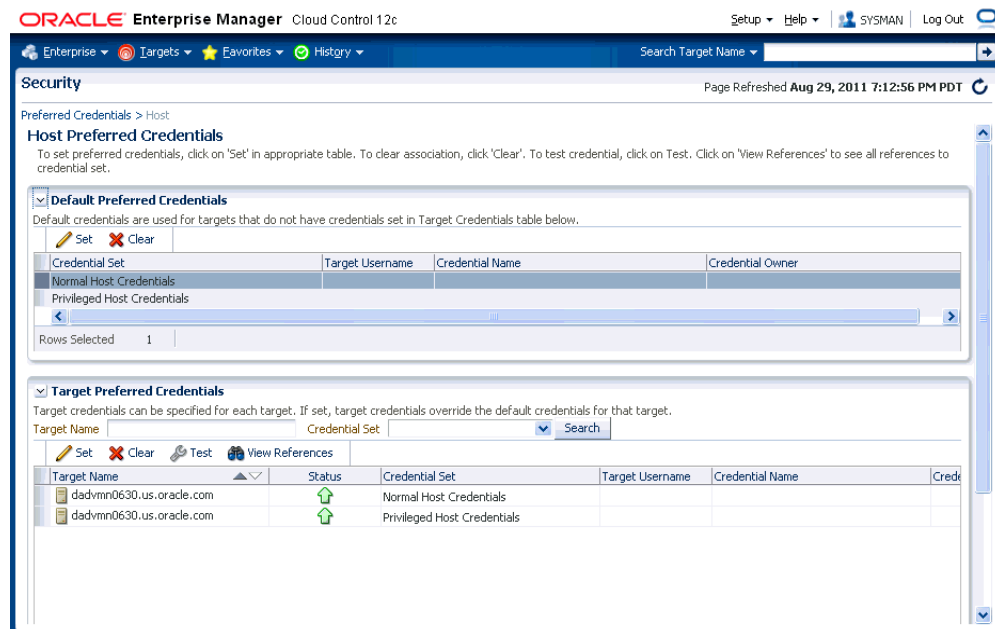 ORACLE Enterprise Manager Cloud Control 12c
Setup Help SYSMAN Log Out
Enterprise Targets Favorites History Search Target Name
Security
Page Refreshed Aug 29, 2011 7:12:56 PM PDT
Preferred Credentials > Host
Host Preferred Credentials
To set preferred credentials, click on 'Set' in appropriate table. To clear association, click 'Clear'. To test credential, click on Test. Click on 'View References' to see all references to
credential set.
Default Preferred Credentials
Default credentials are used for targets that do not have credentials set in Target Credentials table below.
Set Clear
Credential Set Target Username Credential Name Credential Owner
Normal Host Credentials
Privileged Host Credentials
Rows Selected 1
Target Preferred Credentials
Target credentials can be specified for each target. If set, target credentials override the default credentials for that target.
Target Name Credential Set Search
Set Clear Test View References
Target Name Status Credential Set Target Username Credential Name Crede
dadvmn0630.us.oracle.com Normal Host Credentials
dadvmn0630.us.oracle.com Privileged Host Credentials